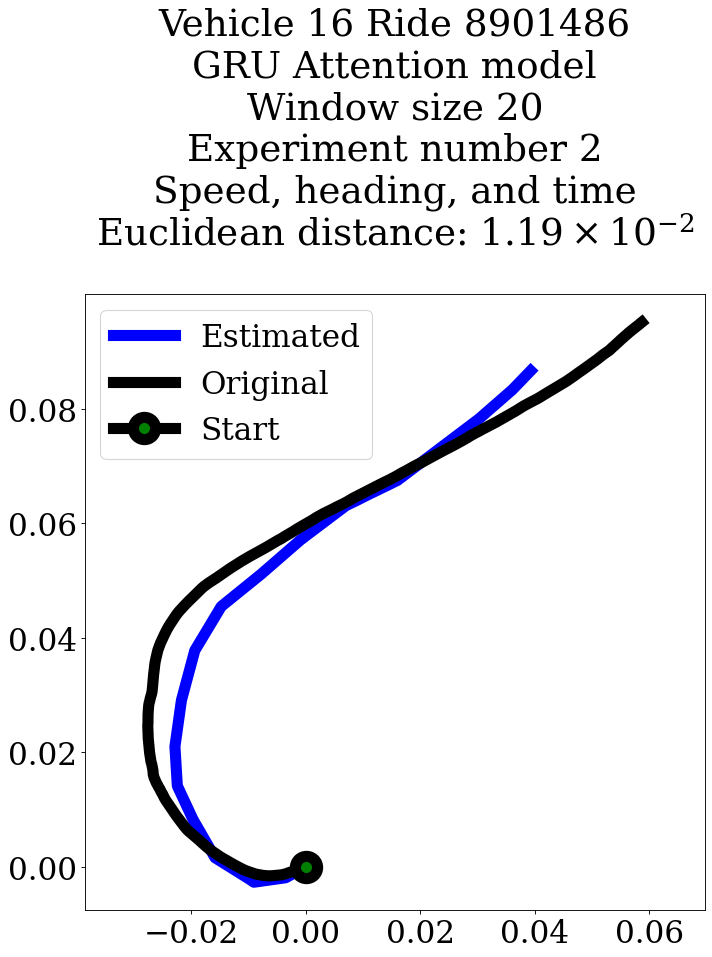 Vehicle 16 Ride 8901486
GRU Attention model
Window size 20
Experiment number 2
Speed, heading, and time
Euclidean distance: 1.19 × 10⁻²
Estimated
Original
Start
0.08
0.06
0.04
0.02
0.00
−0.02 0.00 0.02 0.04 0.06